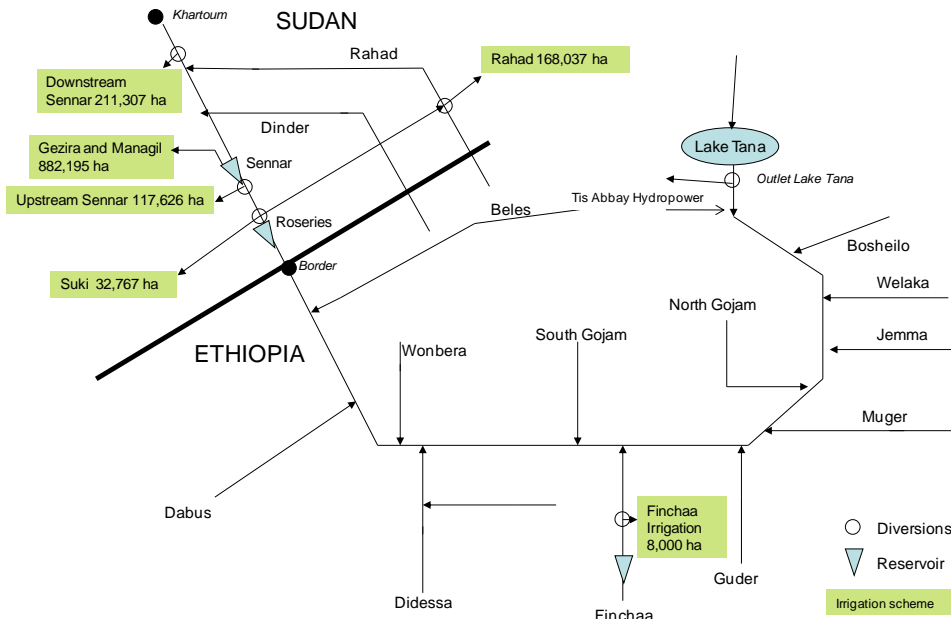 Khartoum
SUDAN
Rahad
Rahad 168,037 ha
Downstream
Sennar 211,307 ha
Dinder
Gezira and Managil
882,195 ha
Sennar
Lake Tana
Outlet Lake Tana
Upstream Sennar 117,626 ha
Tis Abbay Hydropower
Beles
Roseries
Bosheilo
Border
Suki 32,767 ha
Welaka
North Gojam
South Gojam
ETHIOPIA
Wonbera
Jemma
Muger
Dabus
Finchaa
Irrigation
8,000 ha
Diversions
Reservoir
Guder
Didessa
Finchaa
Irrigation scheme